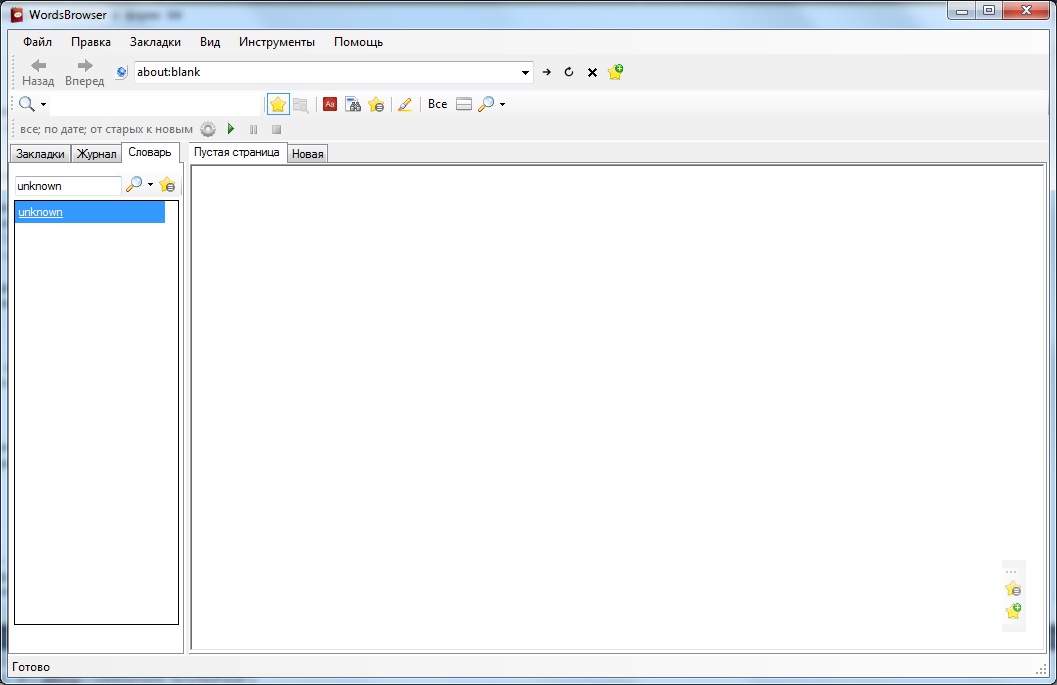 WordsBrowser
Файл Правка Закладки Вид Инструменты Помощь
Назад Вперед about:blank
Aa Все
все; по дате; от старых к новым
Закладки Журнал Словарь Пустая страница Новая
unknown
unknown
Готово